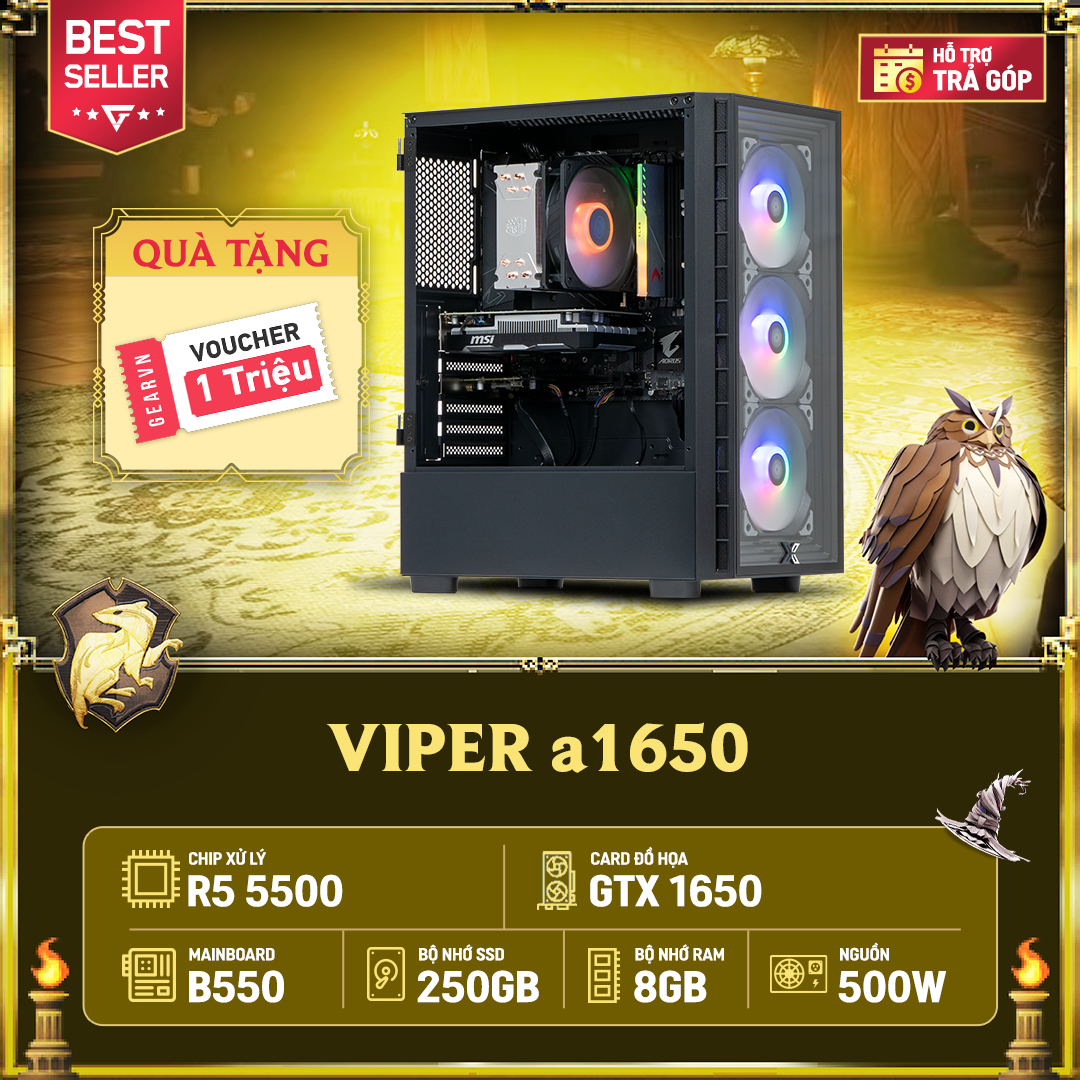 BEST
SELLER
HỖ TRỢ
TRẢ GÓP
QUÀ TẶNG
GEARVN
VOUCHER
1 Triệu
msi
AORUS
VIPER a1650
CHIP XỬ LÝ
R5 5500
CARD ĐỒ HỌA
GTX 1650
MAINBOARD
B550
BỘ NHỚ SSD
250GB
BỘ NHỚ RAM
8GB
NGUỒN
500W